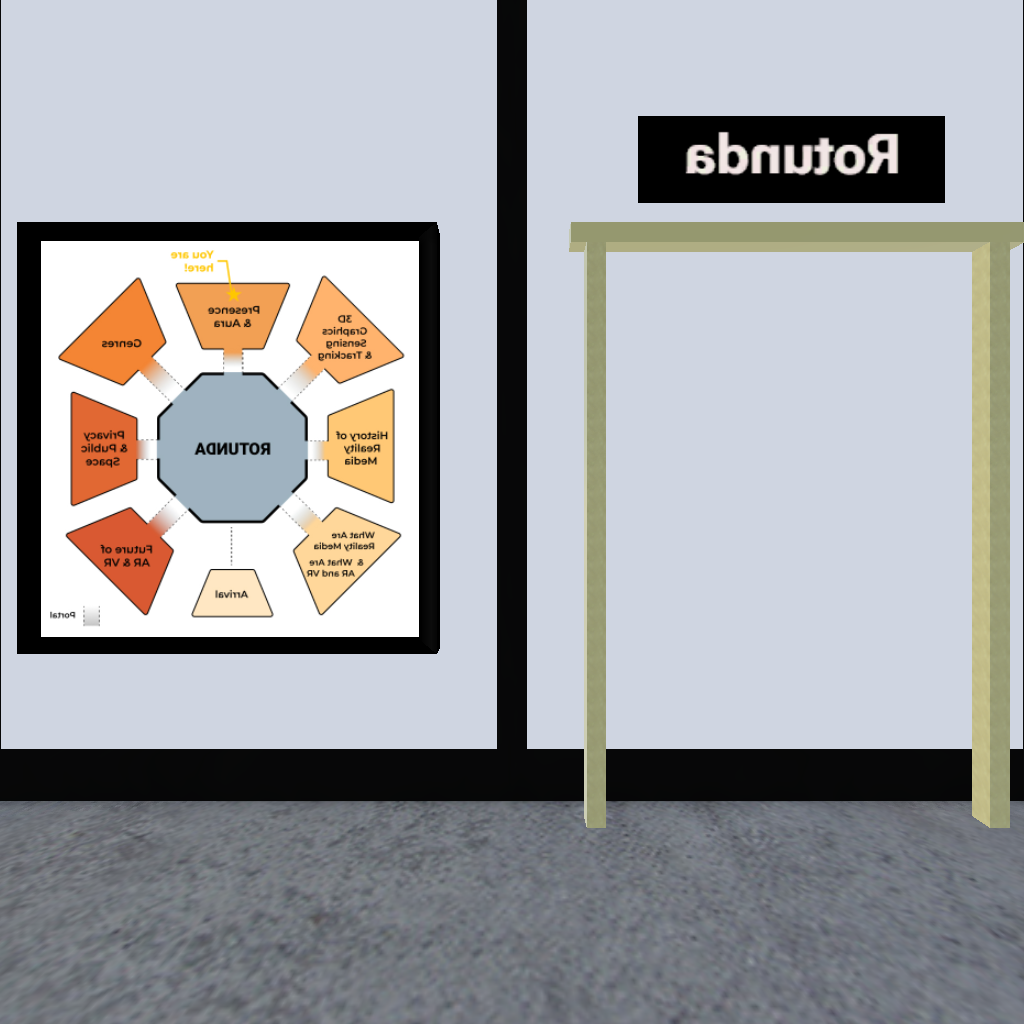 Rotunda
You are
here!
Presence
& Aura
3D
Graphics
Sensing
& Tracking
Genres
History of
Reality
Media
Privacy
& Public
Space
ROTUNDA
What Are
Reality Media
& What Are
AR and VR
Future of
AR & VR
Arrival
Portal